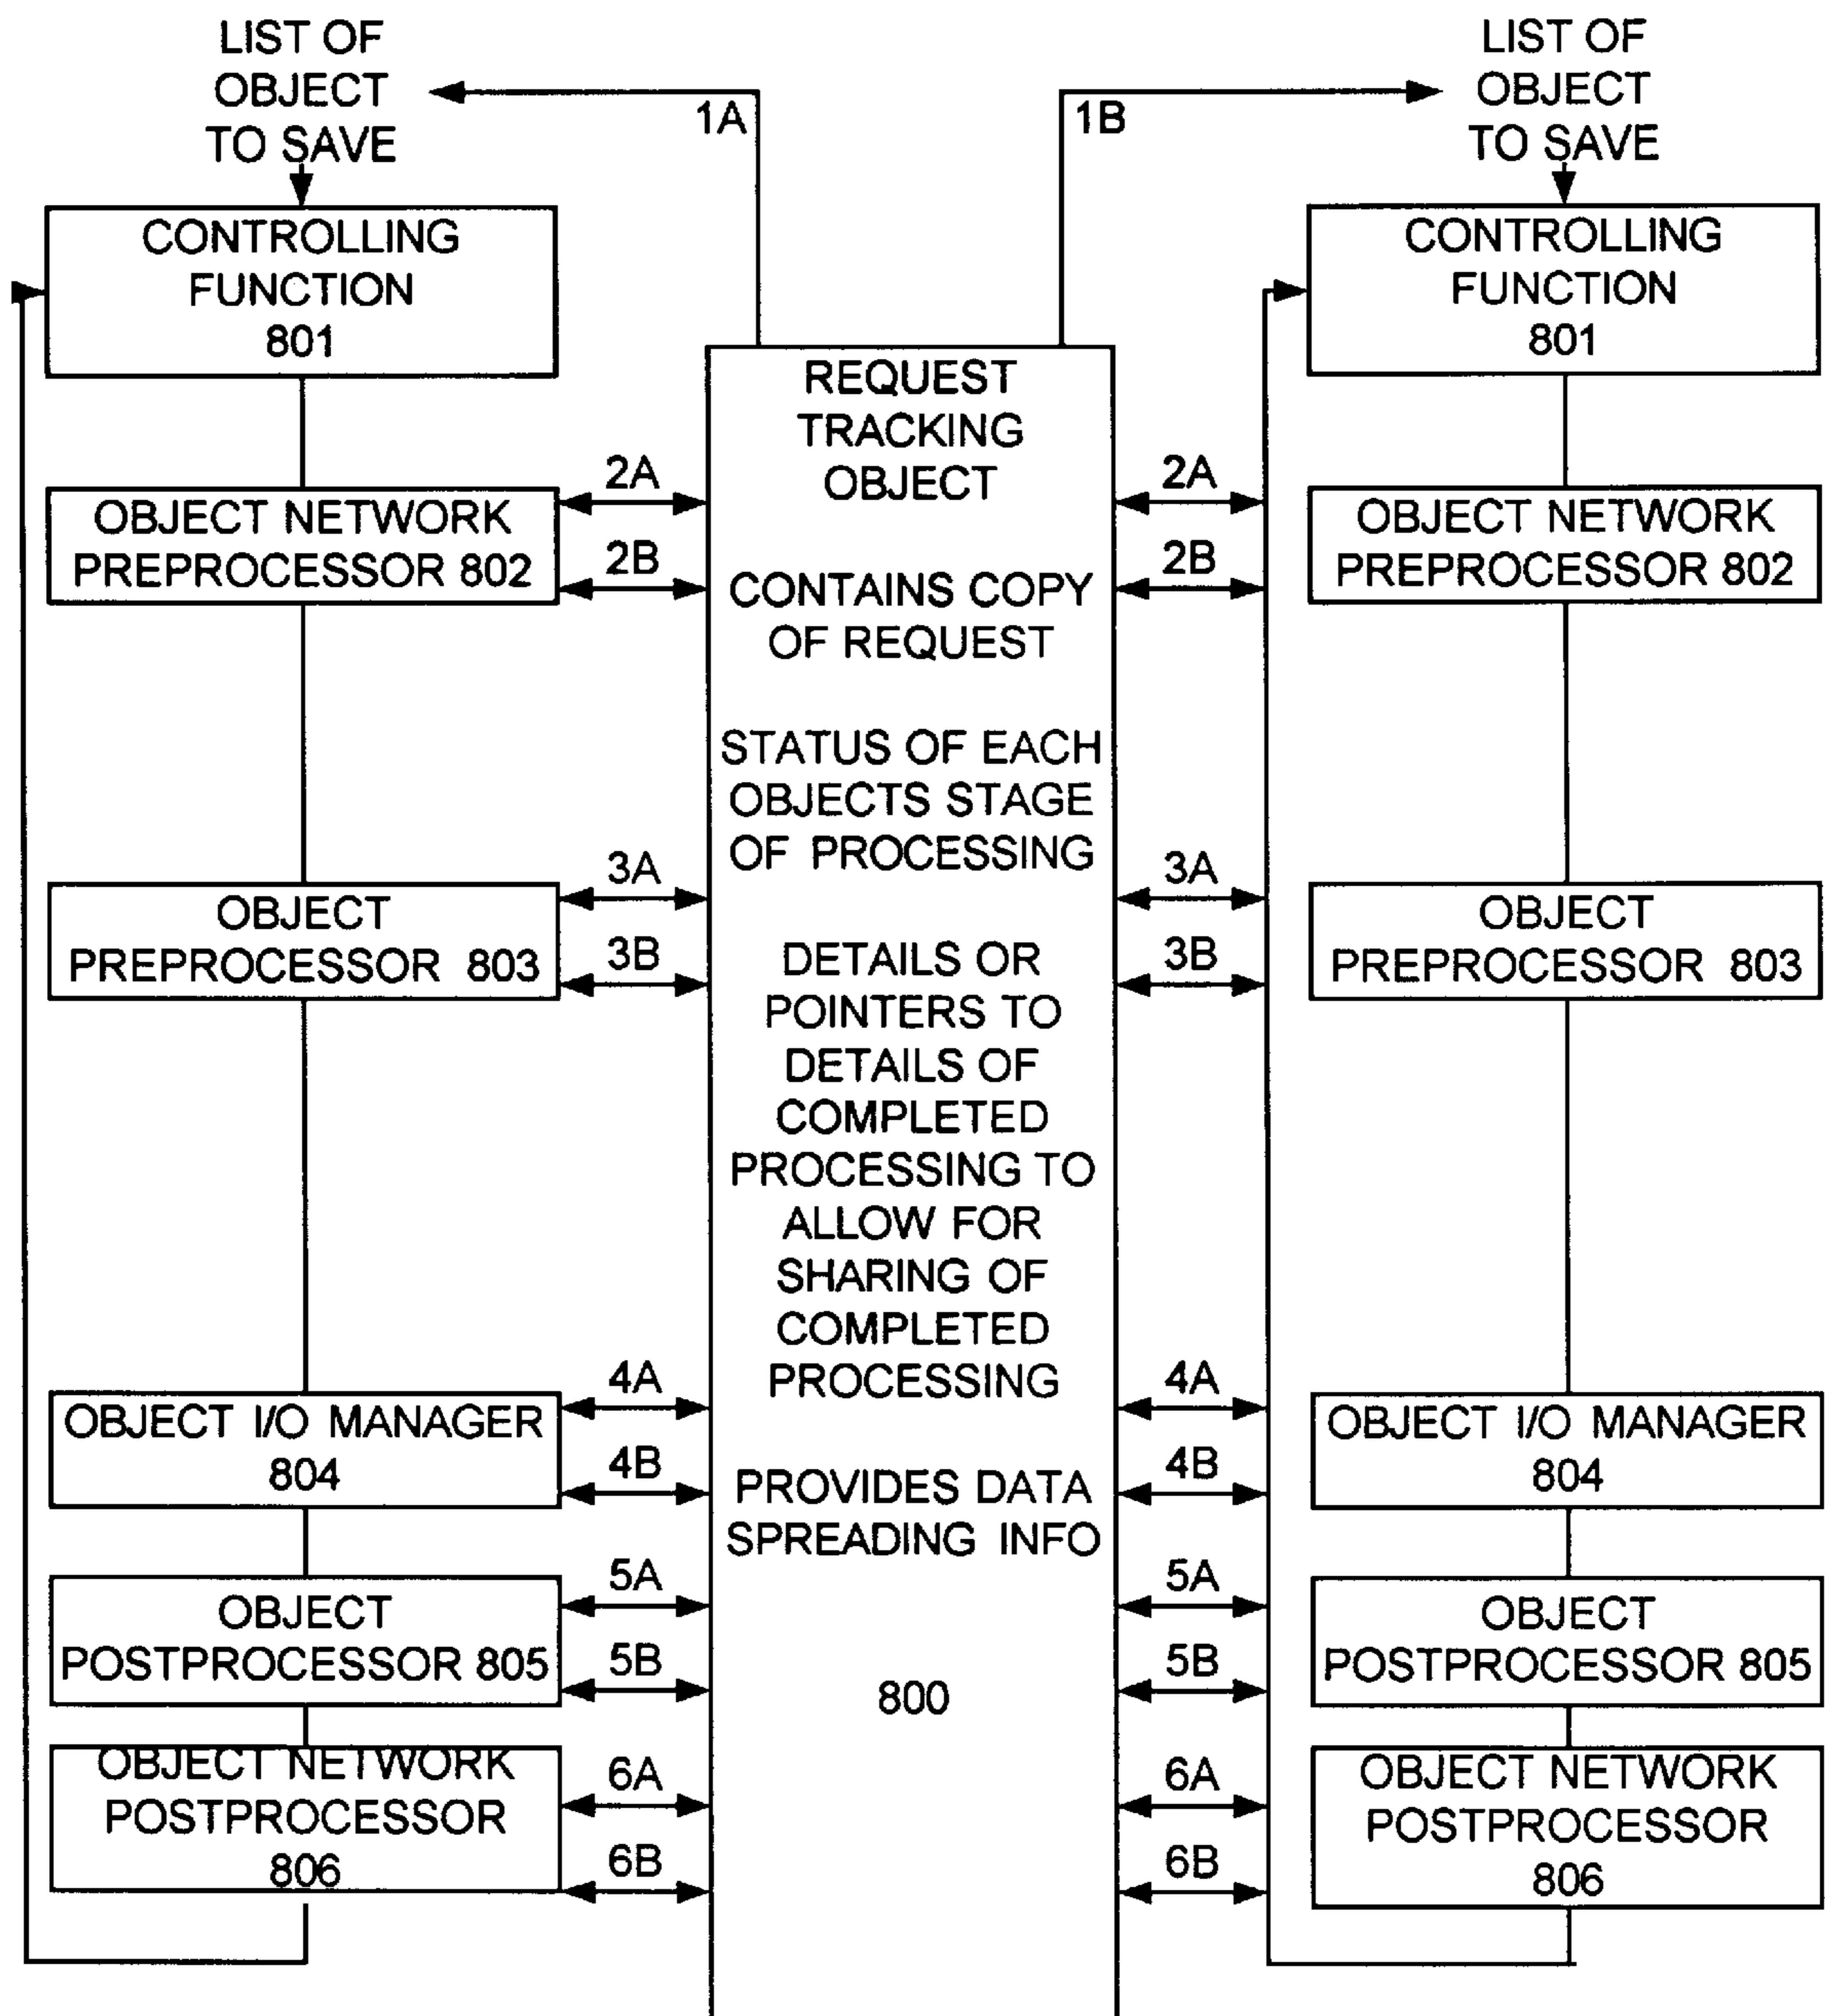 LIST OF
OBJECT
TO SAVE
1A
1B
LIST OF
OBJECT
TO SAVE
CONTROLLING
FUNCTION
801
CONTROLLING
FUNCTION
801
REQUEST
TRACKING
OBJECT
CONTAINS COPY
OF REQUEST
STATUS OF EACH
OBJECTS STAGE
OF PROCESSING
DETAILS OR
POINTERS TO
DETAILS OF
COMPLETED
PROCESSING TO
ALLOW FOR
SHARING OF
COMPLETED
PROCESSING
PROVIDES DATA
SPREADING INFO
800
OBJECT NETWORK
PREPROCESSOR 802
2A
2B
2A
2B
OBJECT NETWORK
PREPROCESSOR 802
OBJECT
PREPROCESSOR 803
3A
3B
3A
3B
OBJECT
PREPROCESSOR 803
OBJECT I/O MANAGER
804
4A
4B
4A
4B
OBJECT I/O MANAGER
804
OBJECT
POSTPROCESSOR 805
5A
5B
5A
5B
OBJECT
POSTPROCESSOR 805
OBJECT NETWORK
POSTPROCESSOR
806
6A
6B
6A
6B
OBJECT NETWORK
POSTPROCESSOR
806